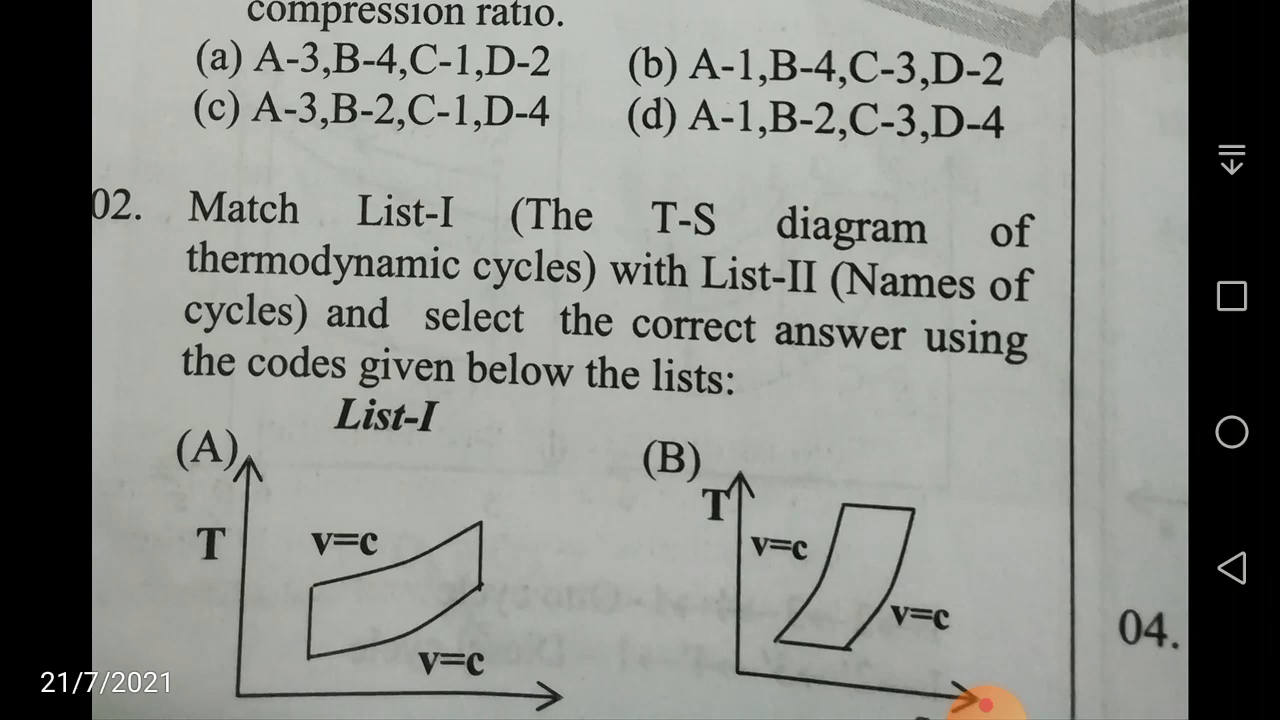 compression ratio.
(a) A-3,B-4,C-1,D-2 (b) A-1,B-4,C-3,D-2
(c) A-3,B-2,C-1,D-4 (d) A-1,B-2,C-3,D-4
02. Match List-I (The T-S diagram of
thermodynamic cycles) with List-II (Names of
cycles) and select the correct answer using
the codes given below the lists:
List-I
(A) (B)
T v=c v=c
T v=c v=c
04.
21/7/2021